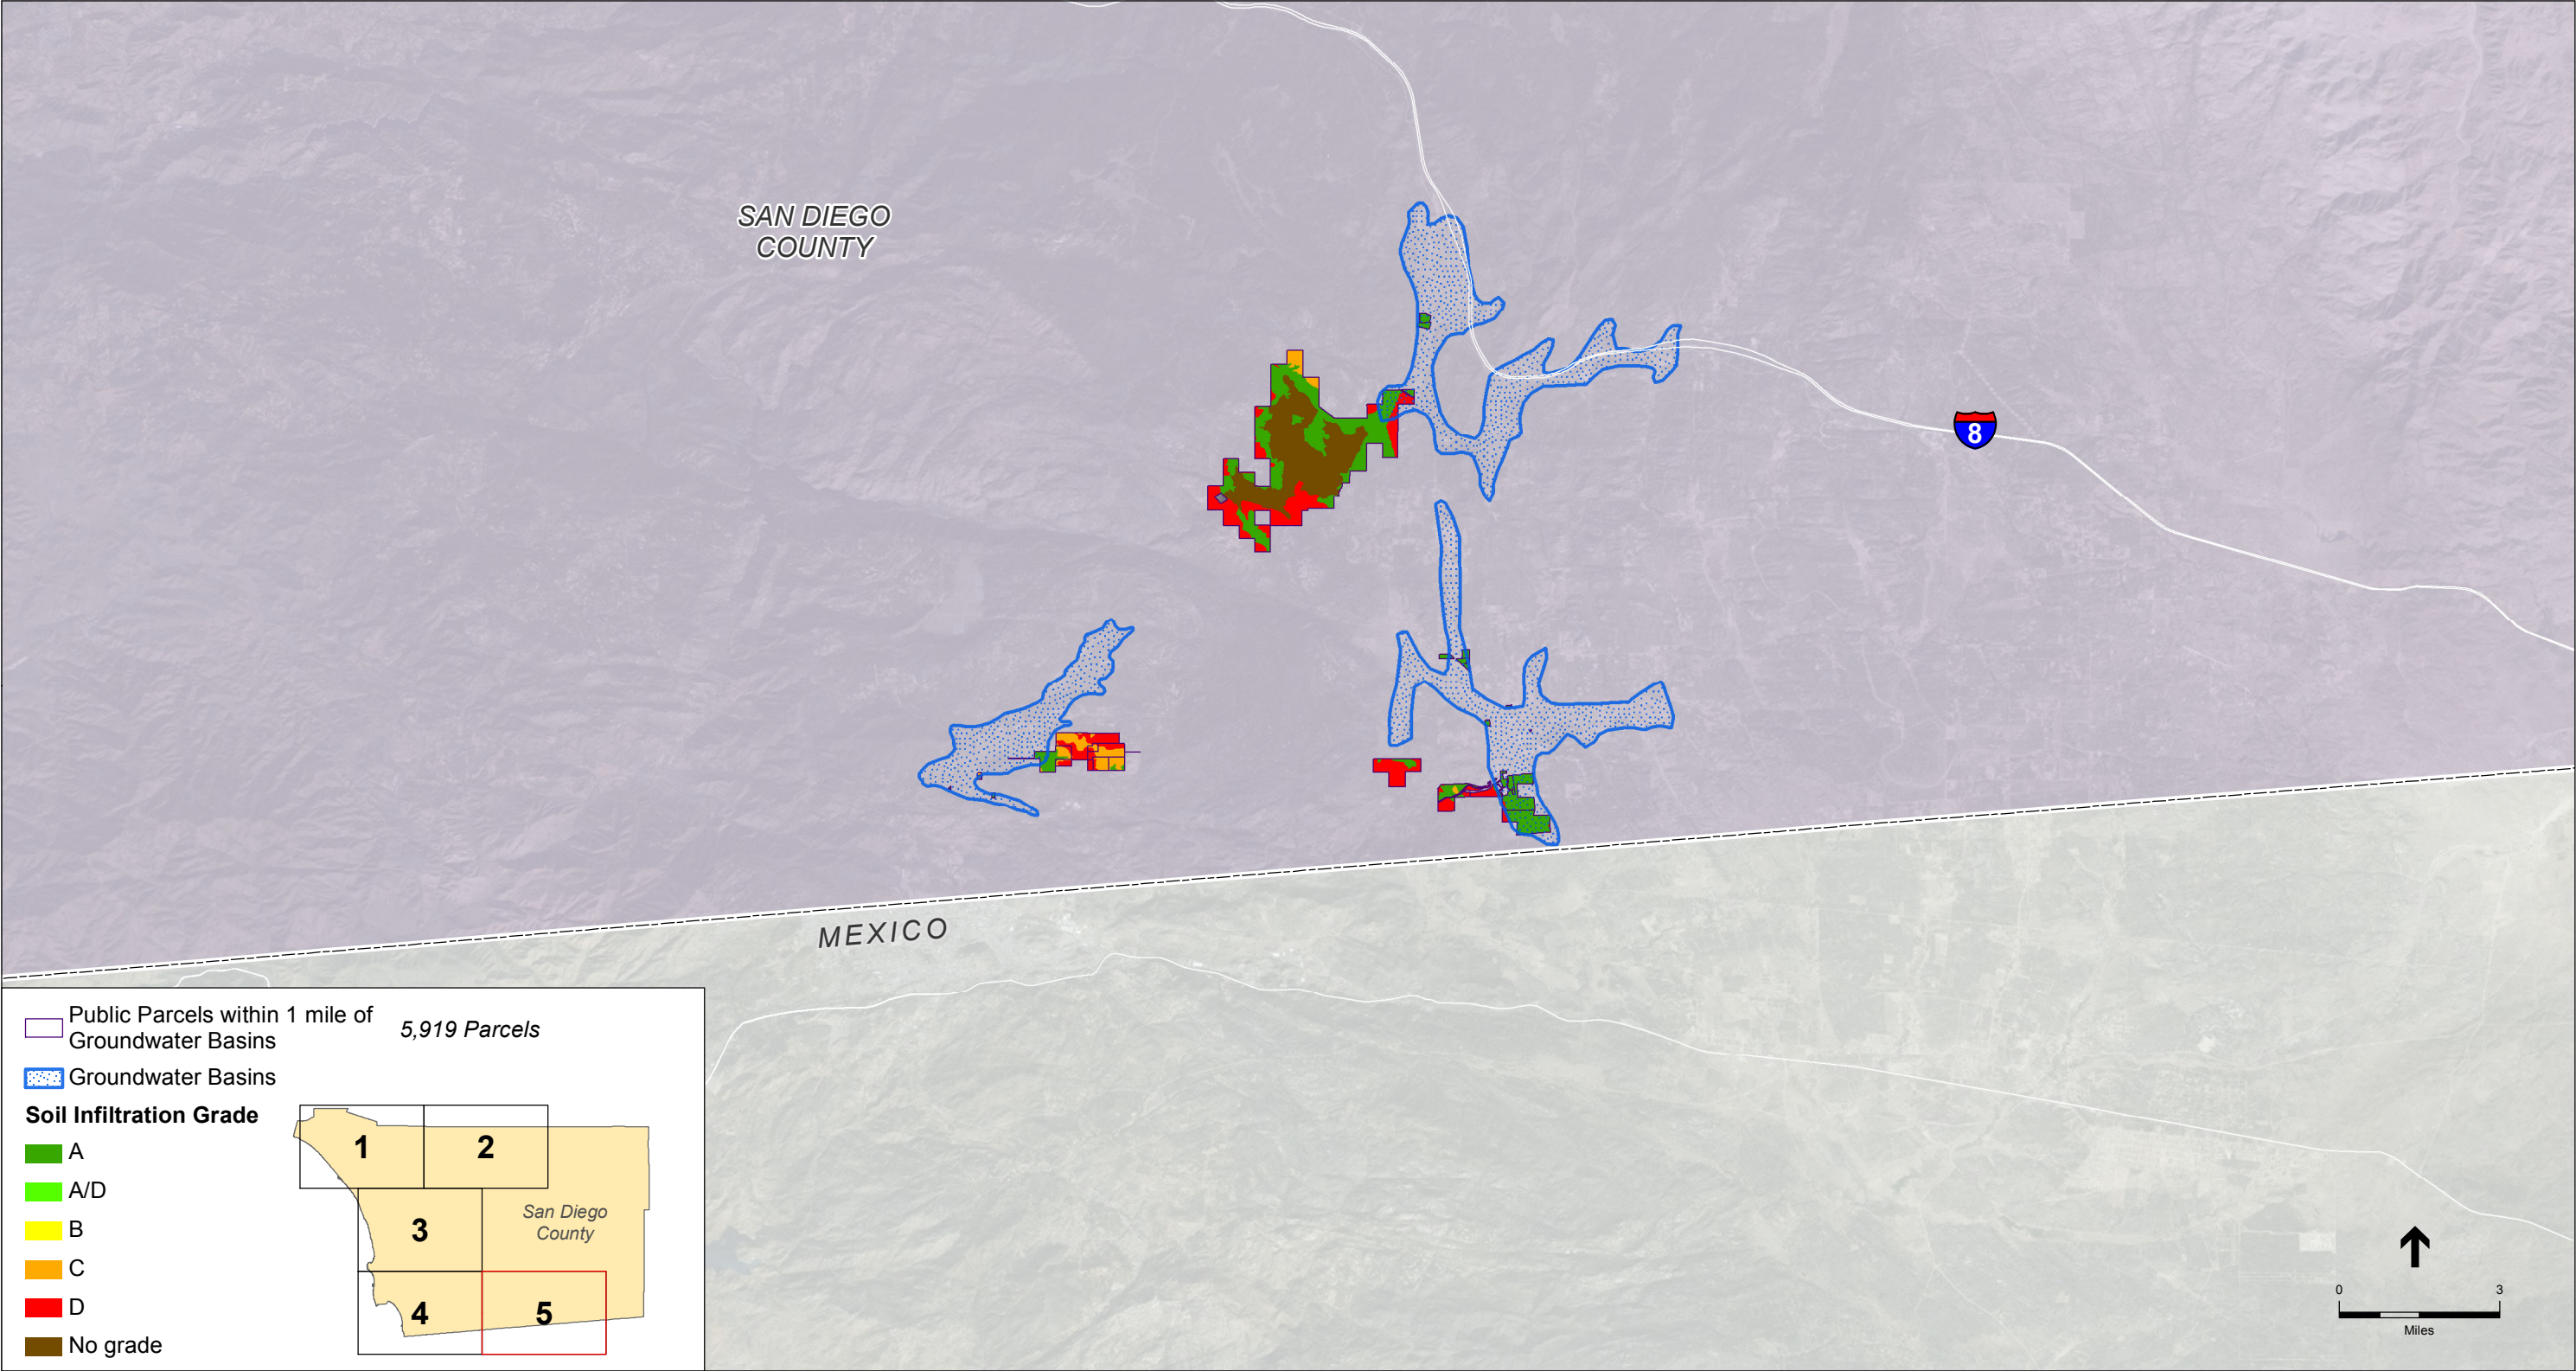 SAN DIEGO
COUNTY
8
MEXICO
Public Parcels within 1 mile of
Groundwater Basins
5,919 Parcels
Groundwater Basins
Soil Infiltration Grade
A
A/D
B
C
D
No grade
1
2
3
San Diego
County
4
5
0 3
Miles